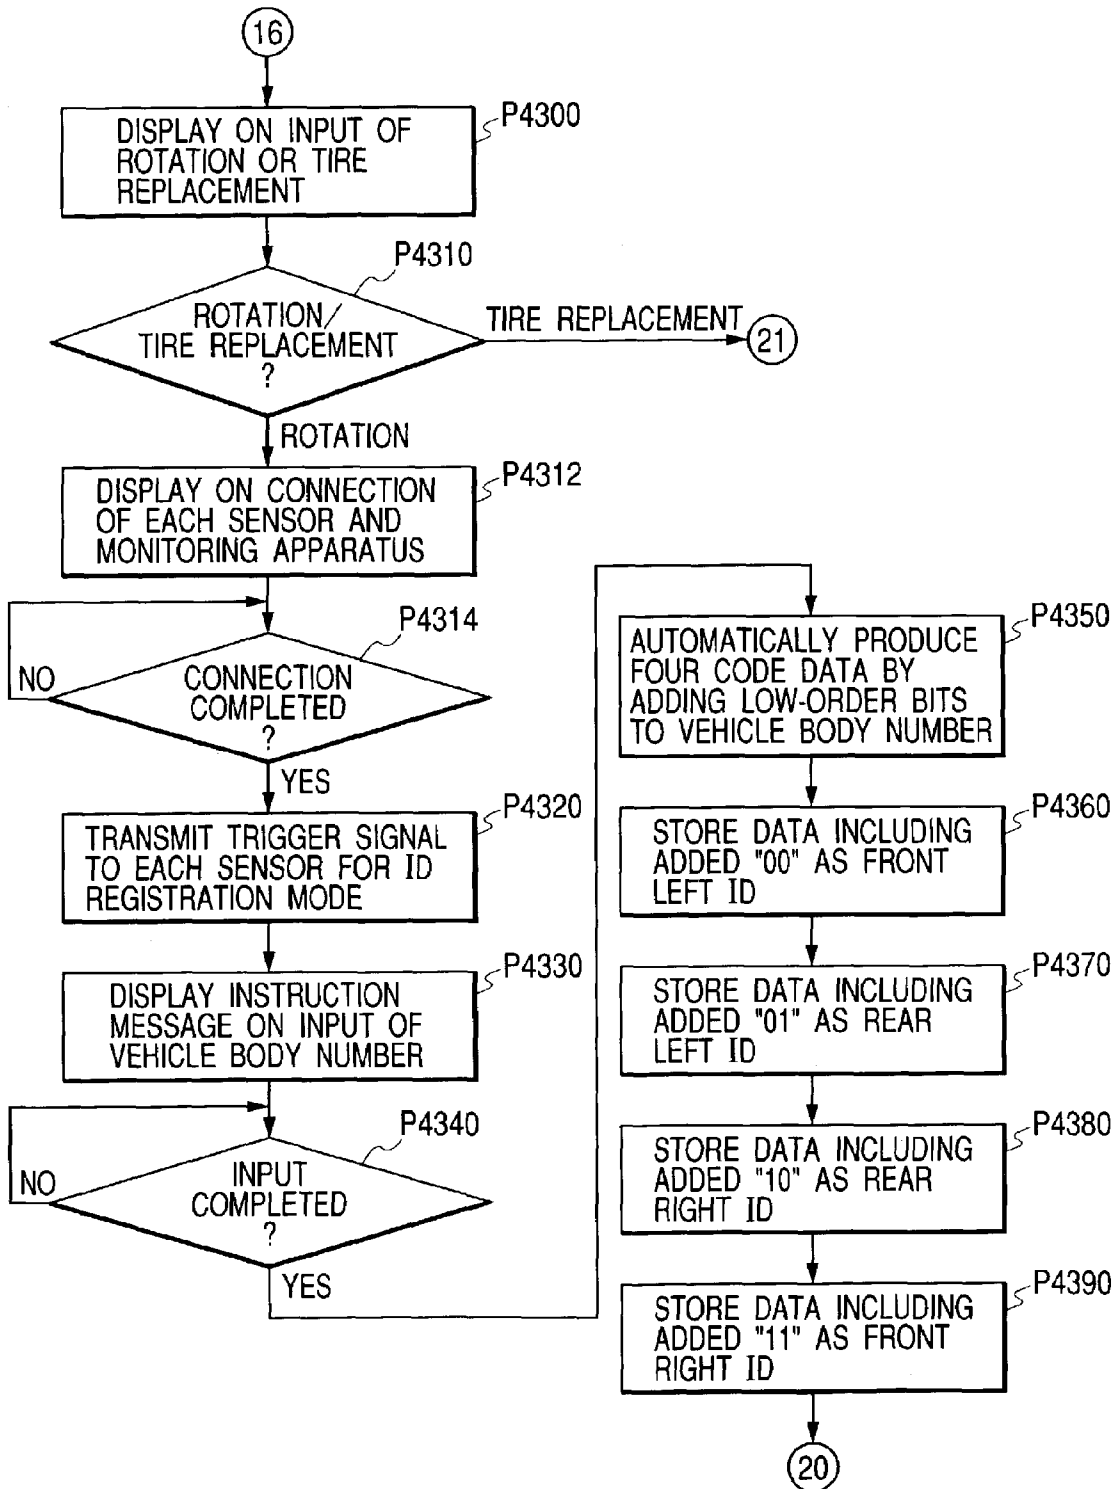 16
P4300
DISPLAY ON INPUT OF
ROTATION OR TIRE
REPLACEMENT
P4310
ROTATION /
TIRE REPLACEMENT
?
TIRE REPLACEMENT
21
ROTATION
P4312
DISPLAY ON CONNECTION
OF EACH SENSOR AND
MONITORING APPARATUS
P4314
NO
CONNECTION
COMPLETED
?
YES
P4320
TRANSMIT TRIGGER SIGNAL
TO EACH SENSOR FOR ID
REGISTRATION MODE
P4330
DISPLAY INSTRUCTION
MESSAGE ON INPUT OF
VEHICLE BODY NUMBER
P4340
NO
INPUT
COMPLETED
?
YES
P4350
AUTOMATICALLY PRODUCE
FOUR CODE DATA BY
ADDING LOW-ORDER BITS
TO VEHICLE BODY NUMBER
P4360
STORE DATA INCLUDING
ADDED "00" AS FRONT
LEFT ID
P4370
STORE DATA INCLUDING
ADDED "01" AS REAR
LEFT ID
P4380
STORE DATA INCLUDING
ADDED "10" AS REAR
RIGHT ID
P4390
STORE DATA INCLUDING
ADDED "11" AS FRONT
RIGHT ID
20